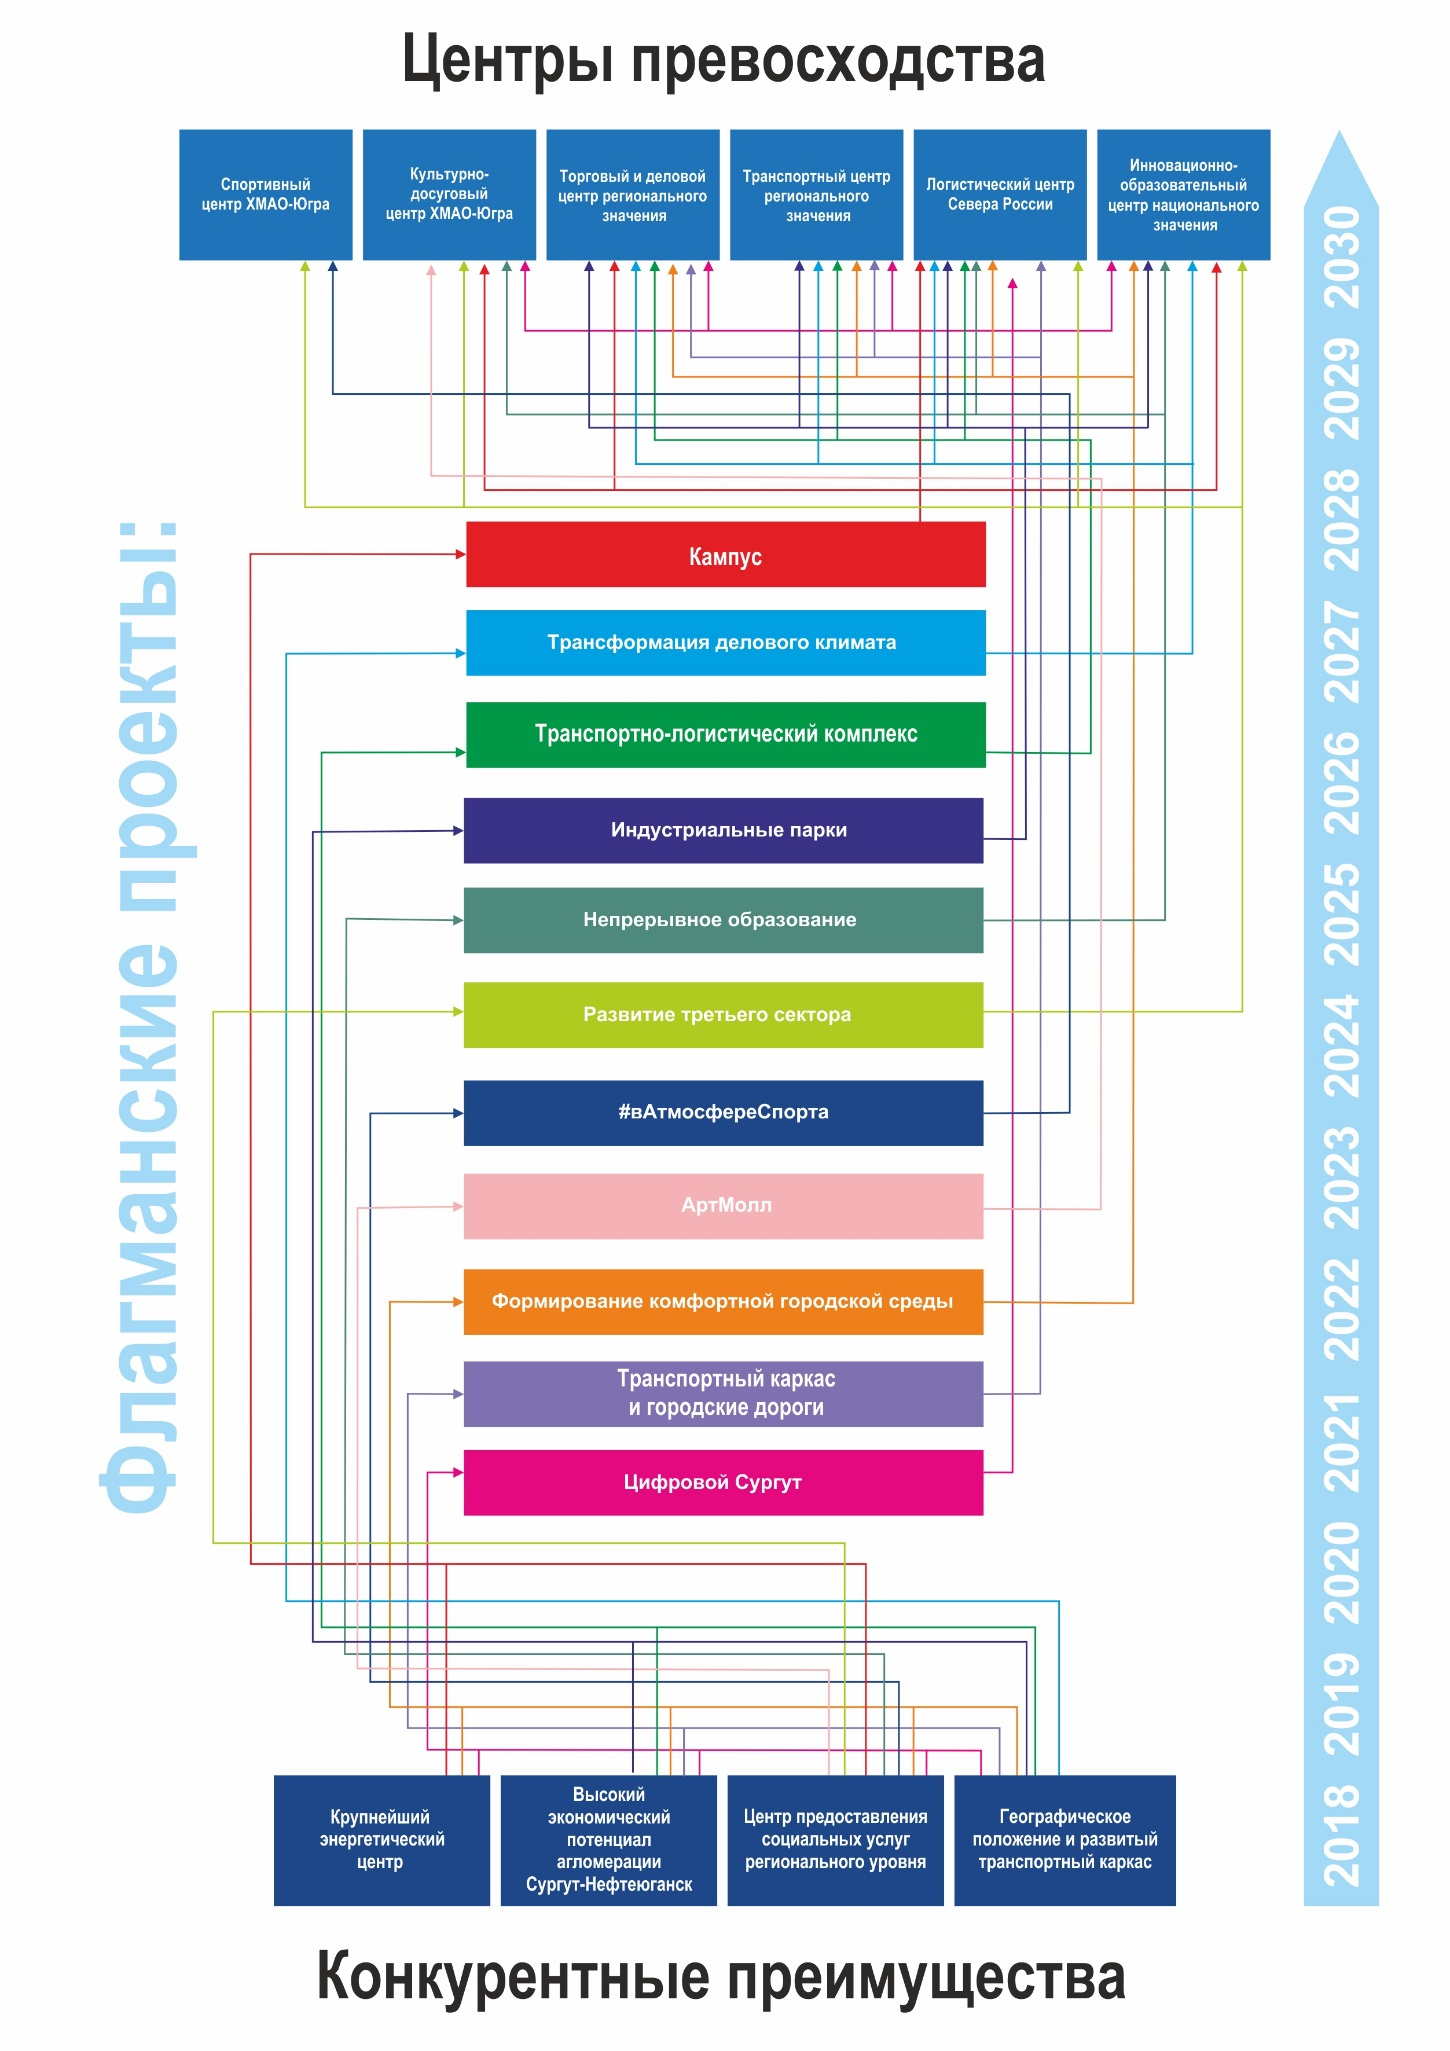 Центры превосходства
Спортивный
центр ХМАО-Югра
Культурно-
досуговый
центр ХМАО-Югра
Торговый и деловой
центр регионального
значения
Транспортный центр
регионального
значения
Логистический центр
Севера России
Инновационно-
образовательный
центр национального
значения
Флагманские проекты:
Кампус
Трансформация делового климата
Транспортно-логистический комплекс
Индустриальные парки
Непрерывное образование
Развитие третьего сектора
#вАтмосфереСпорта
АртМолл
Формирование комфортной городской среды
Транспортный каркас
и городские дороги
Цифровой Сургут
Крупнейший
энергетический
центр
Высокий
экономический
потенциал
агломерации
Сургут-Нефтеюганск
Центр предоставления
социальных услуг
регионального уровня
Географическое
положение и развитый
транспортный каркас
2018 2019 2020 2021 2022 2023 2024 2025 2026 2027 2028 2029 2030
Конкурентные преимущества